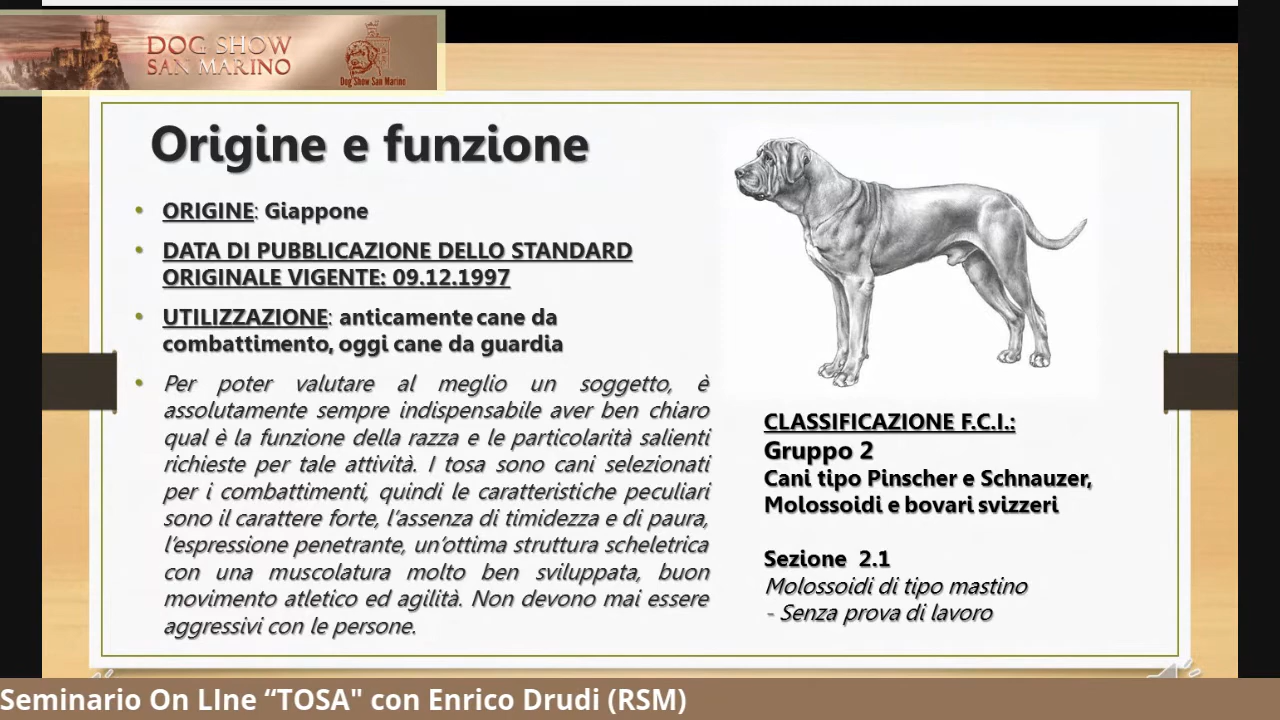 DOG SHOW
SAN MARINO
Dog Show San Marino
Origine e funzione
• ORIGINE: Giappone
• DATA DI PUBBLICAZIONE DELLO STANDARD
ORIGINALE VIGENTE: 09.12.1997
• UTILIZZAZIONE: anticamente cane da
combattimento, oggi cane da guardia
• Per poter valutare al meglio un soggetto, è
assolutamente sempre indispensabile aver ben chiaro
qual è la funzione della razza e le particolarità salienti
richieste per tale attività. I tosa sono cani selezionati
per i combattimenti, quindi le caratteristiche peculiari
sono il carattere forte, l'assenza di timidezza e di paura,
l'espressione penetrante, un'ottima struttura scheletrica
con una muscolatura molto ben sviluppata, buon
movimento atletico ed agilità. Non devono mai essere
aggressivi con le persone.
CLASSIFICAZIONE F.C.I.:
Gruppo 2
Cani tipo Pinscher e Schnauzer,
Molossoidi e bovari svizzeri
Sezione 2.1
Molossoidi di tipo mastino
- Senza prova di lavoro
Seminario On LIne “TOSA" con Enrico Drudi (RSM)